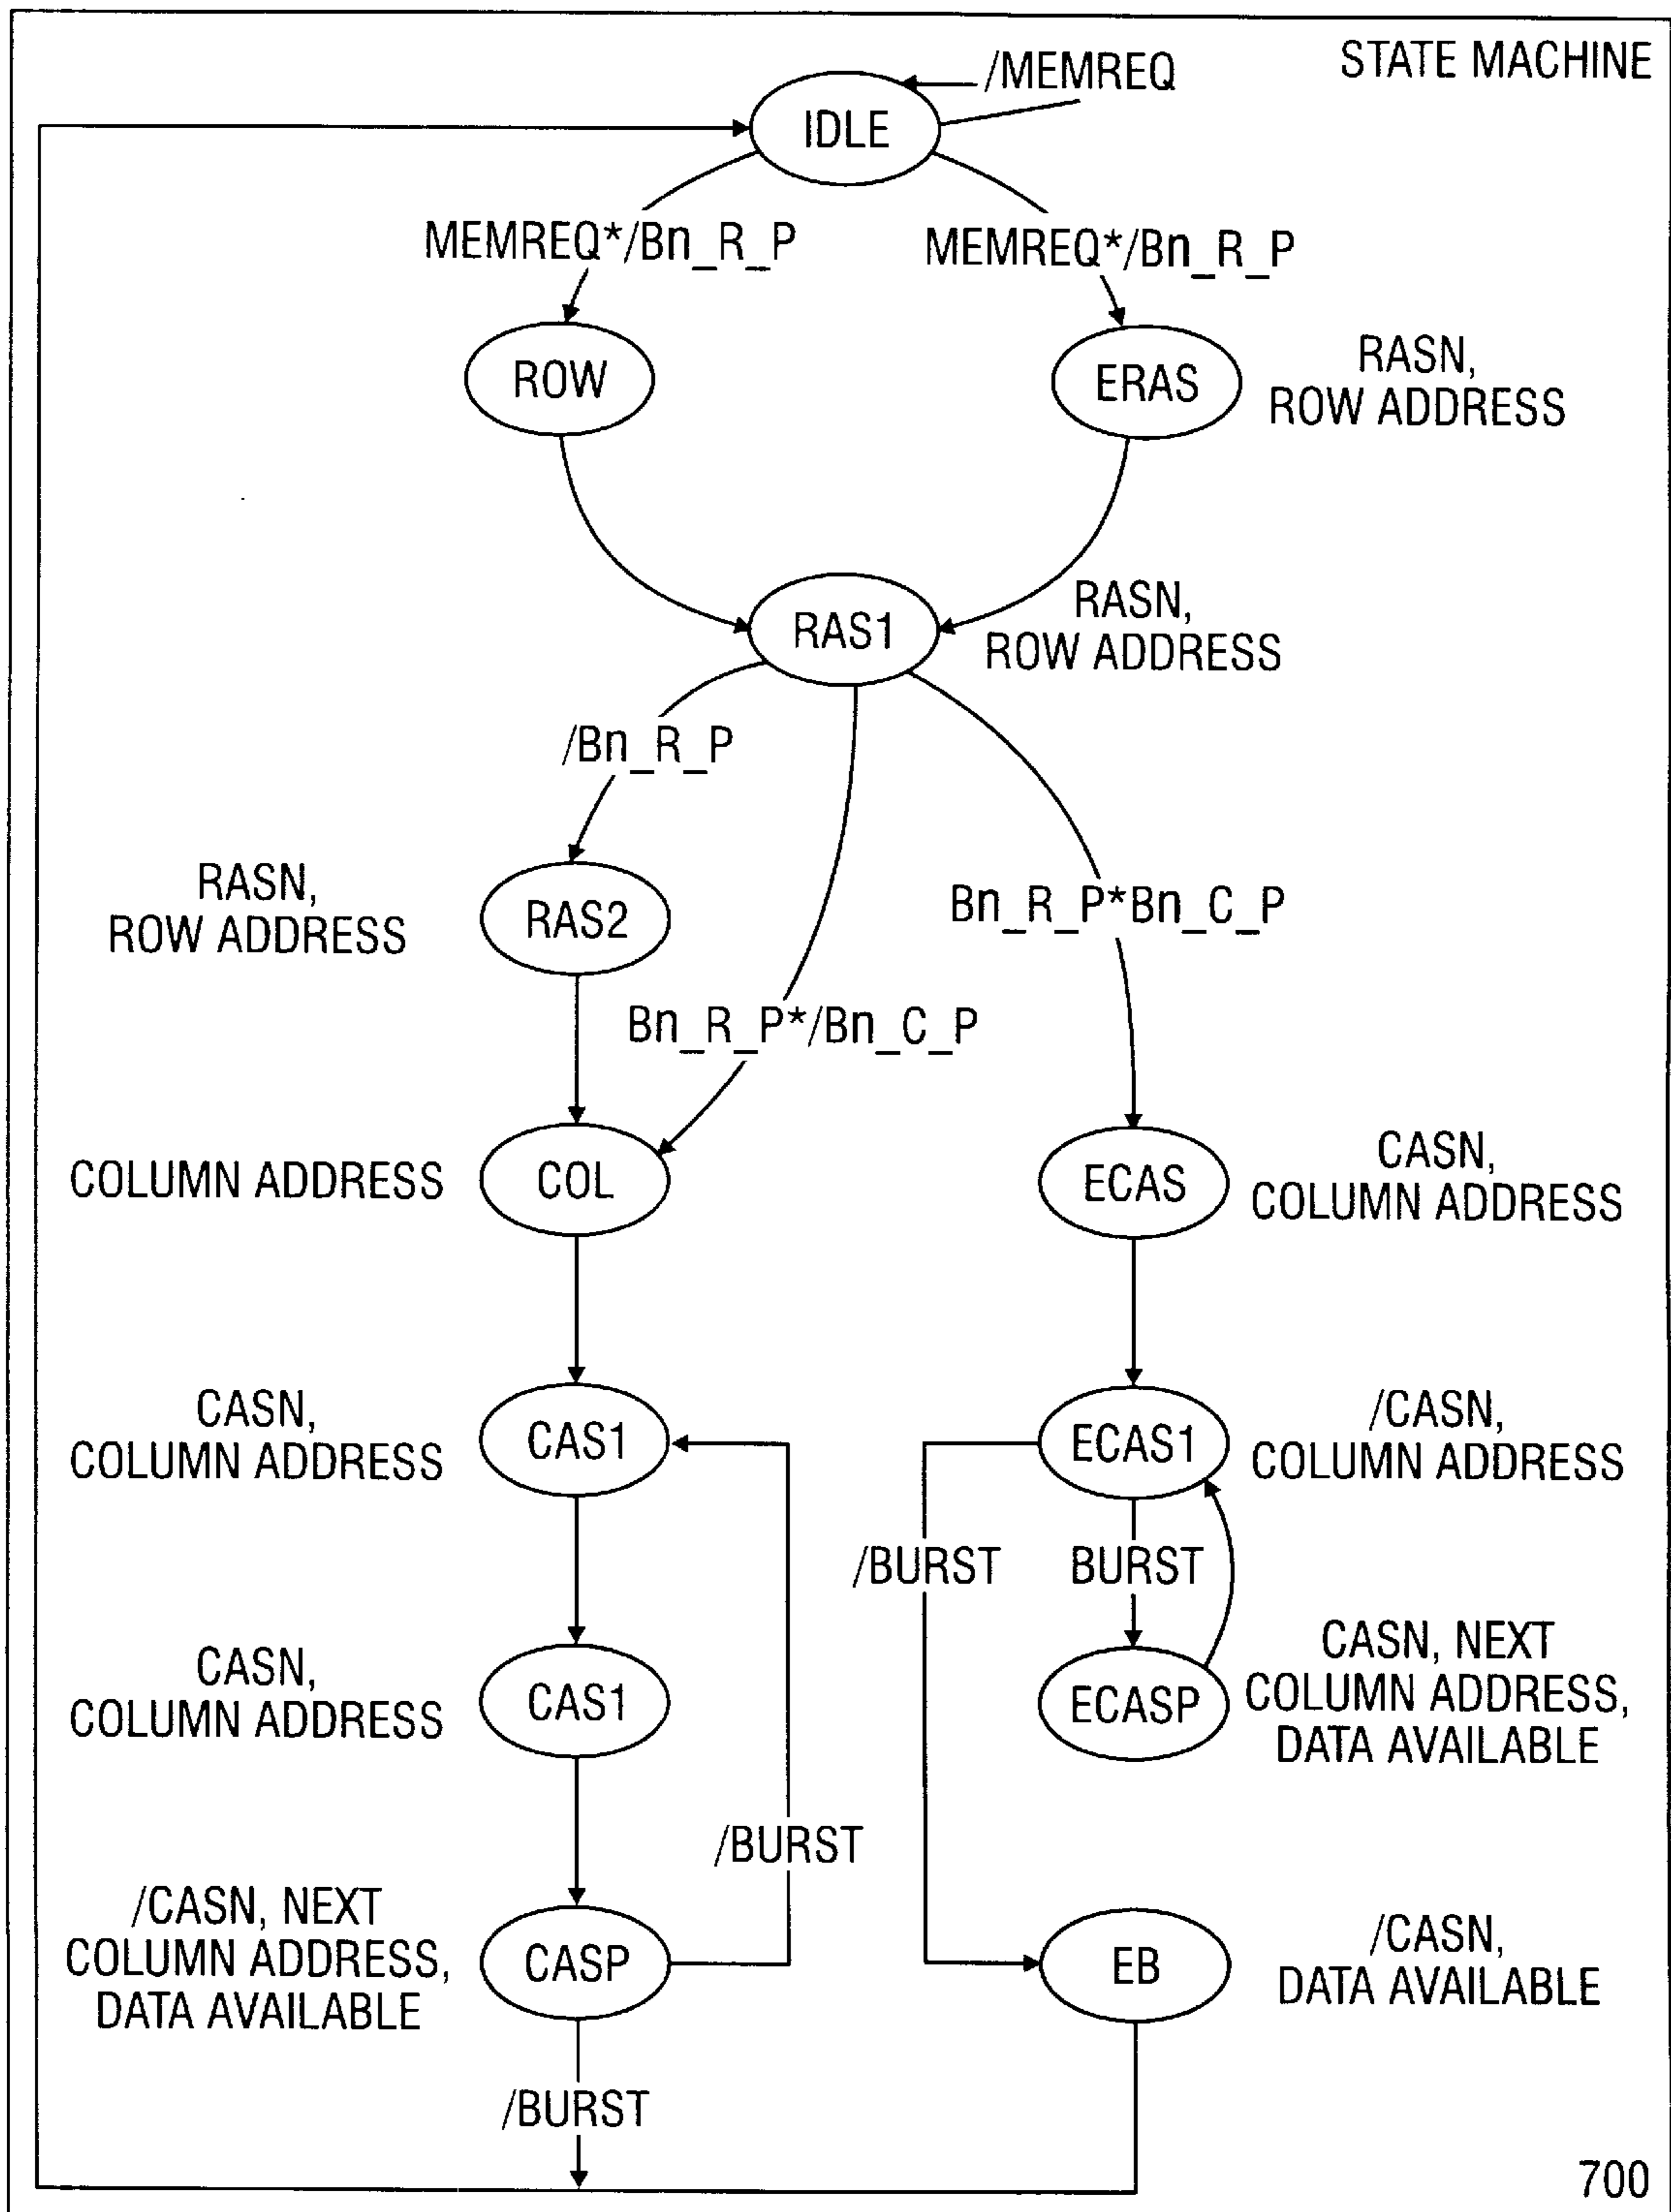 STATE MACHINE
/MEMREQ
IDLE
MEMREQ*/Bn_R_P
MEMREQ*/Bn_R_P
ROW
ERAS
RASN,
ROW ADDRESS
RAS1
RASN,
ROW ADDRESS
/Bn_R_P
RASN,
ROW ADDRESS
RAS2
Bn_R_P*Bn_C_P
Bn_R_P*/Bn_C_P
COLUMN ADDRESS
COL
ECAS
CASN,
COLUMN ADDRESS
CASN,
COLUMN ADDRESS
CAS1
ECAS1
/CASN,
COLUMN ADDRESS
/BURST
BURST
CASN,
COLUMN ADDRESS
CAS1
ECASP
CASN, NEXT
COLUMN ADDRESS,
DATA AVAILABLE
/BURST
/CASN, NEXT
COLUMN ADDRESS,
DATA AVAILABLE
CASP
EB
/CASN,
DATA AVAILABLE
/BURST
700